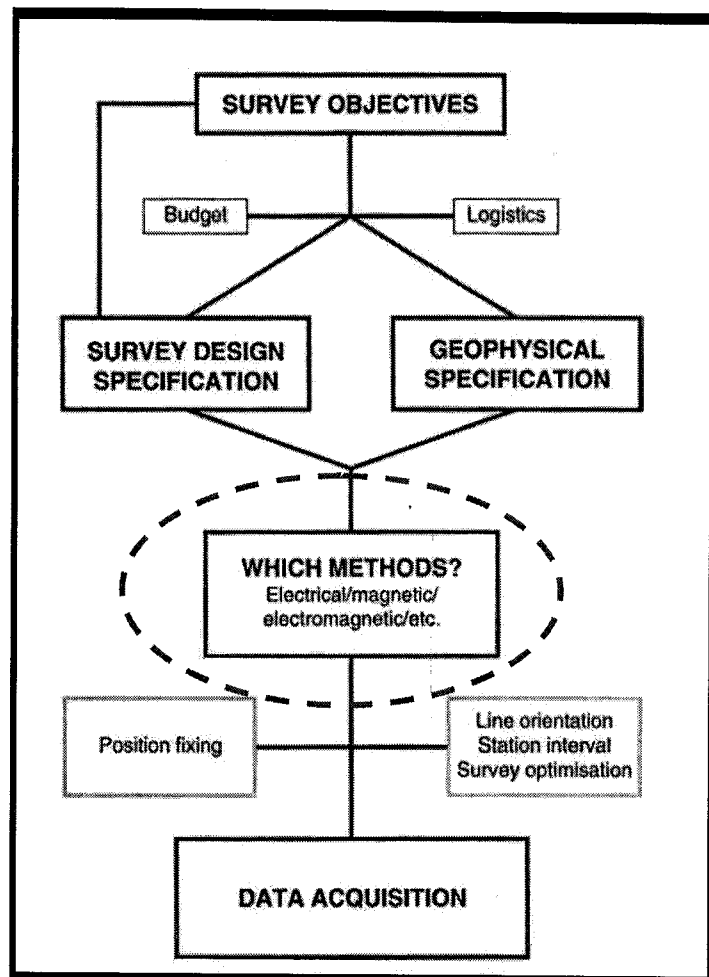 SURVEY OBJECTIVES
Budget
Logistics
SURVEY DESIGN
SPECIFICATION
GEOPHYSICAL
SPECIFICATION
WHICH METHODS?
Electrical/magnetic/
electromagnetic/etc.
Position fixing
Line orientation
Station interval
Survey optimisation
DATA ACQUISITION